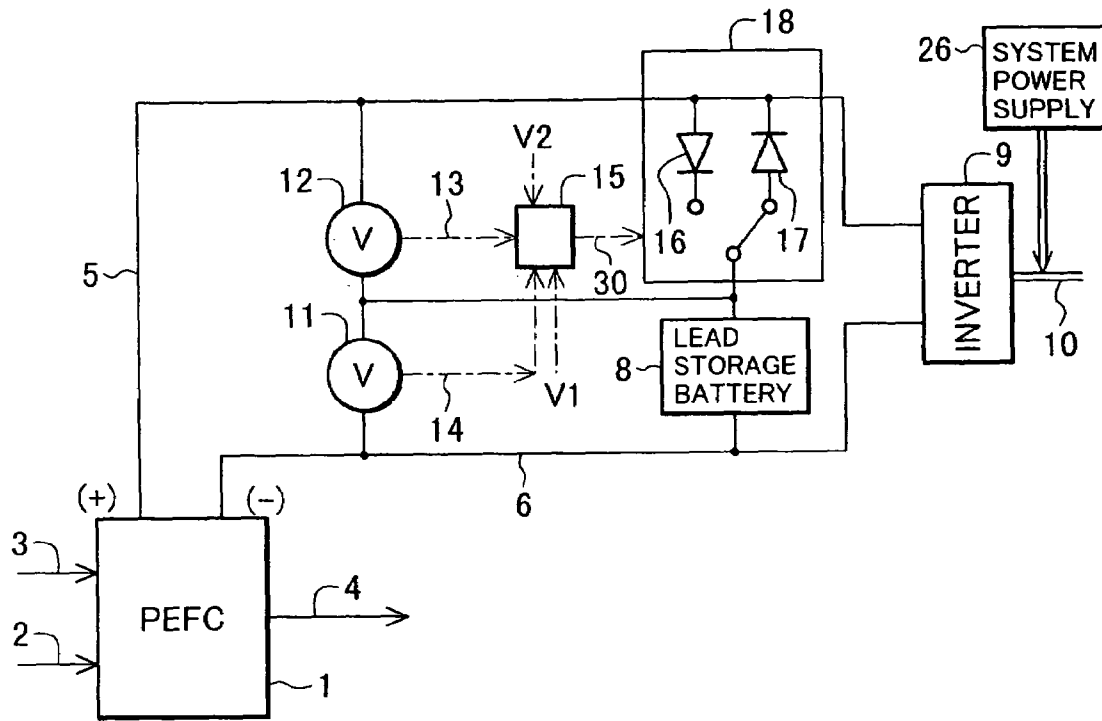 18
26
SYSTEM
POWER
SUPPLY
V2
12
13
15
9
V
16
17
30
5
INVERTER
11
10
LEAD
STORAGE
BATTERY
8
V
V1
14
6
(+)
(-)
3
4
PEFC
2
1